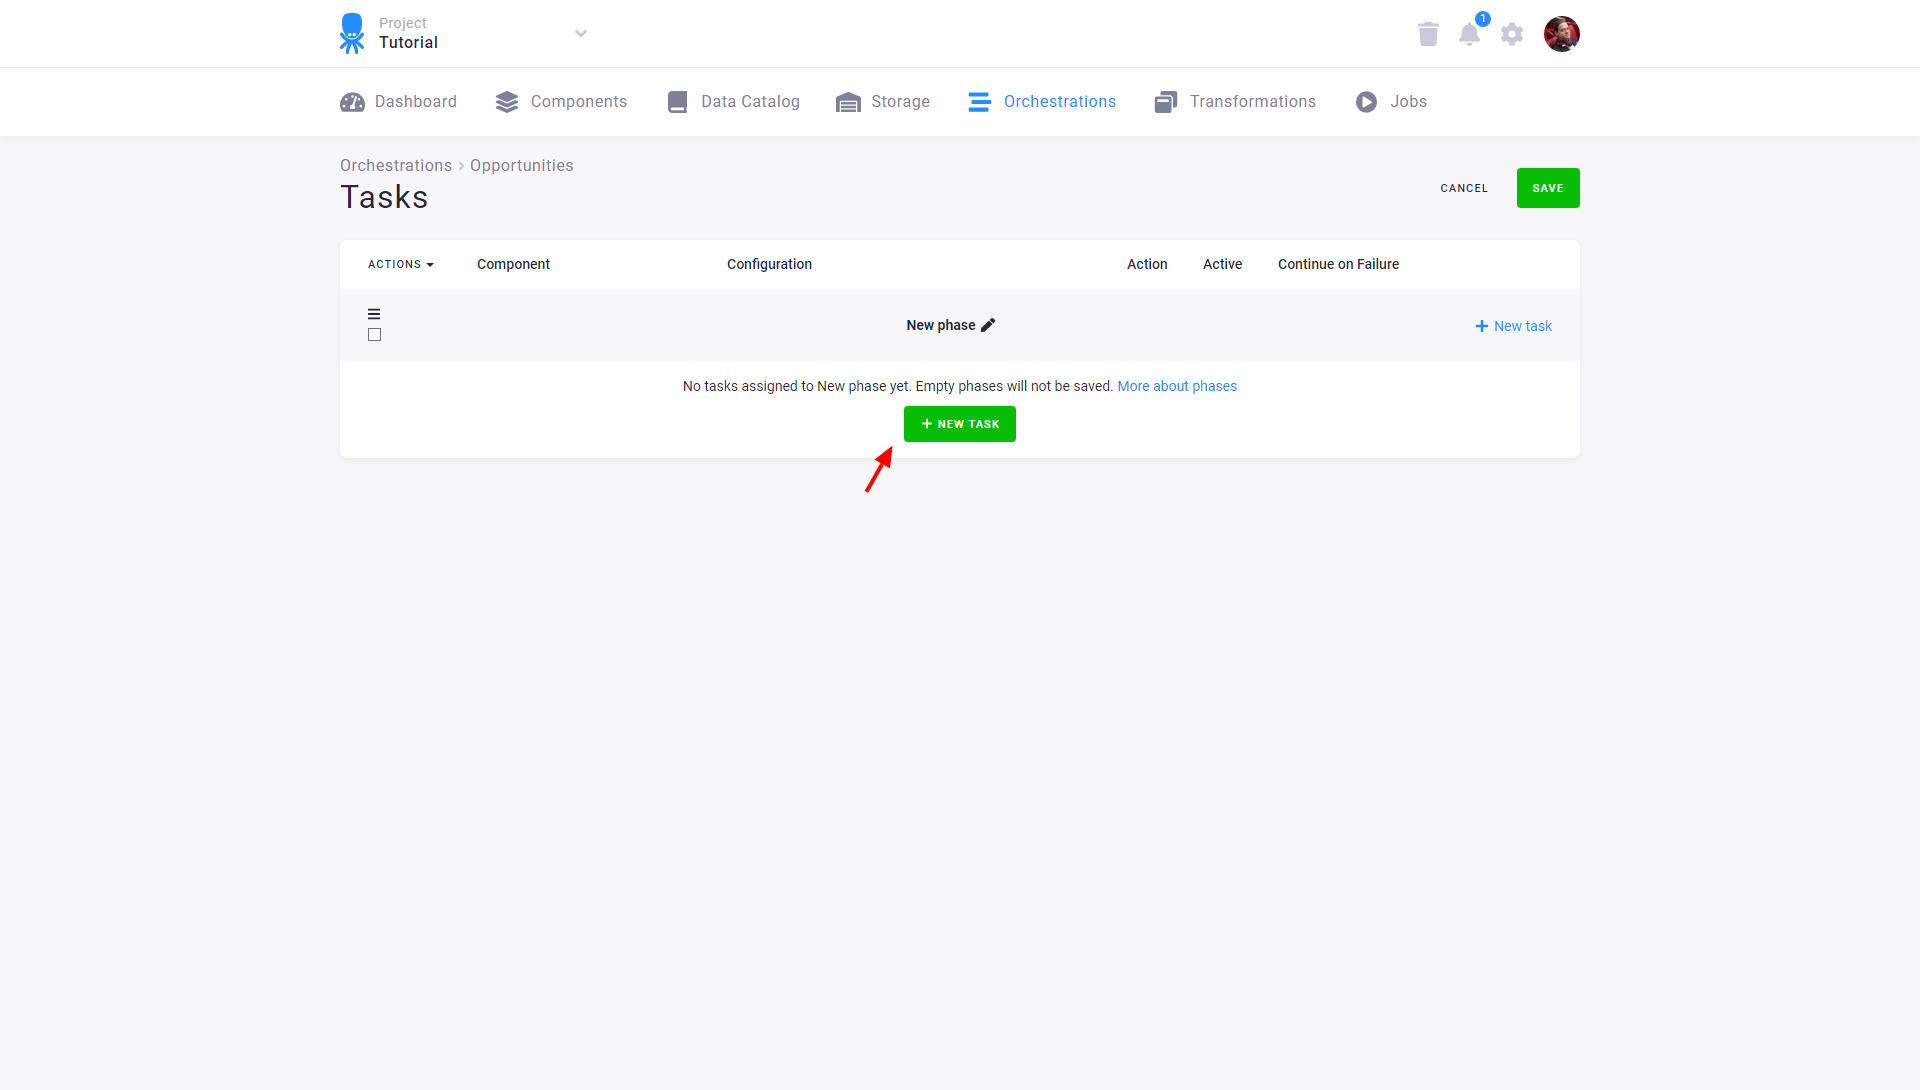 Project
Tutorial
1
Dashboard
Components
Data Catalog
Storage
Orchestrations
Transformations
Jobs
Orchestrations > Opportunities
Tasks
CANCEL
SAVE
ACTIONS
Component
Configuration
Action
Active
Continue on Failure
New phase
+ New task
No tasks assigned to New phase yet. Empty phases will not be saved. More about phases
+ NEW TASK